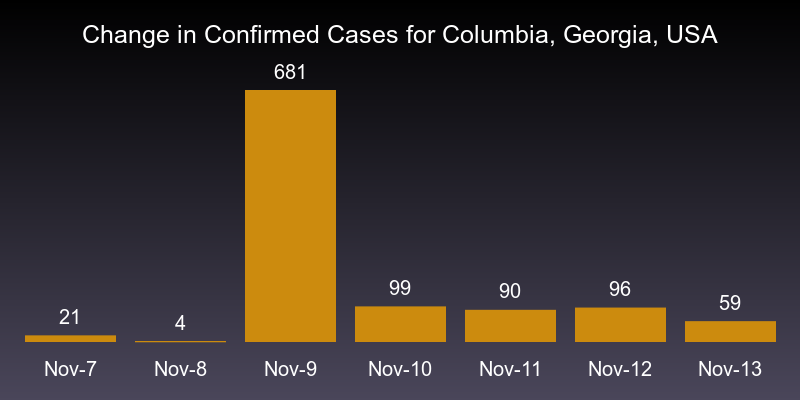 Change in Confirmed Cases for Columbia, Georgia, USA
681
99
90
96
59
21
4
Nov-7
Nov-8
Nov-9
Nov-10
Nov-11
Nov-12
Nov-13